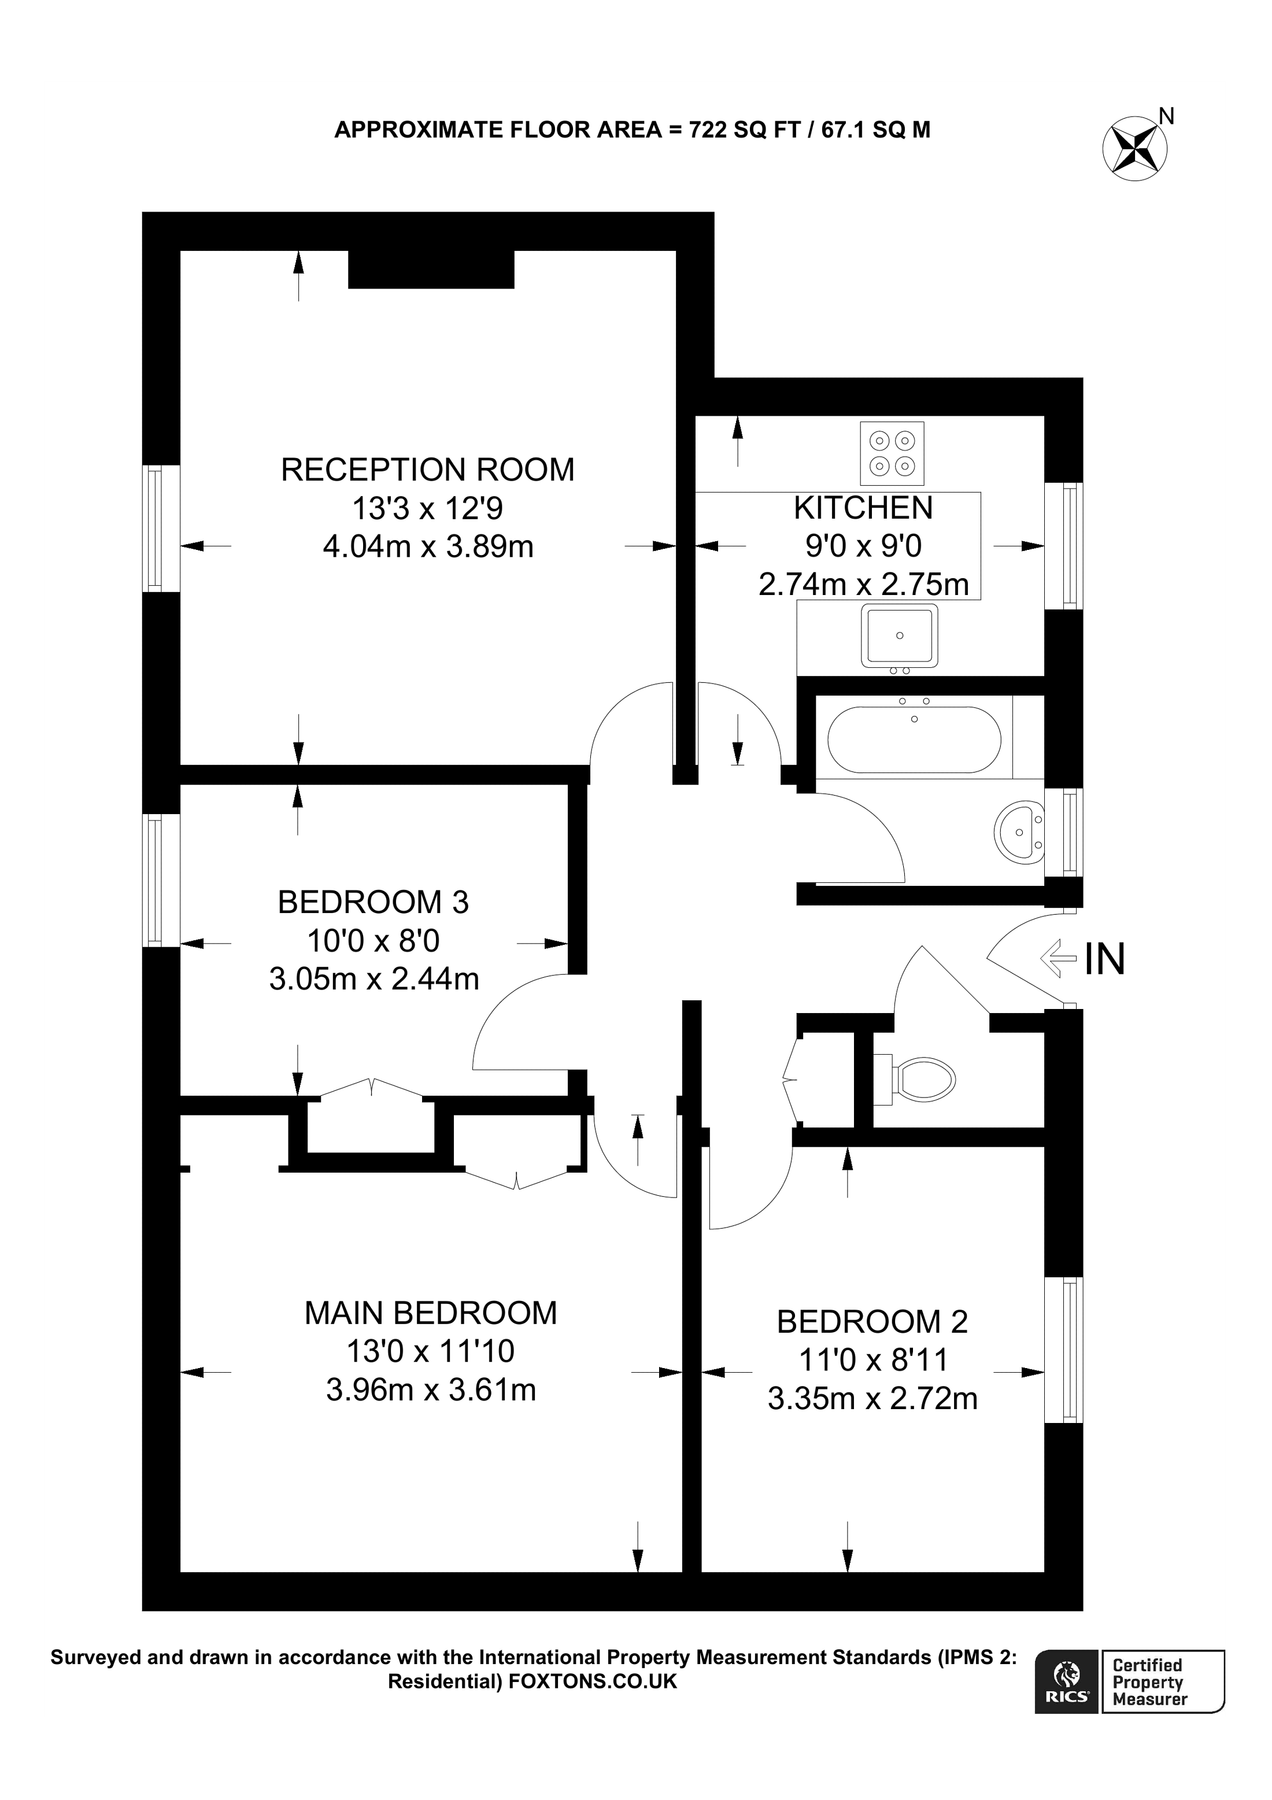 N
APPROXIMATE FLOOR AREA = 722 SQ FT / 67.1 SQ M
RECEPTION ROOM
13'3 x 12'9
4.04m x 3.89m
KITCHEN
9'0 x 9'0
2.74m x 2.75m
BEDROOM 3
10'0 x 8'0
3.05m x 2.44m
IN
MAIN BEDROOM
13'0 x 11'10
3.96m x 3.61m
BEDROOM 2
11'0 x 8'11
3.35m x 2.72m
Surveyed and drawn in accordance with the International Property Measurement Standards (IPMS 2:
Residential) FOXTONS.CO.UK
RICS
Certified
Property
Measurer